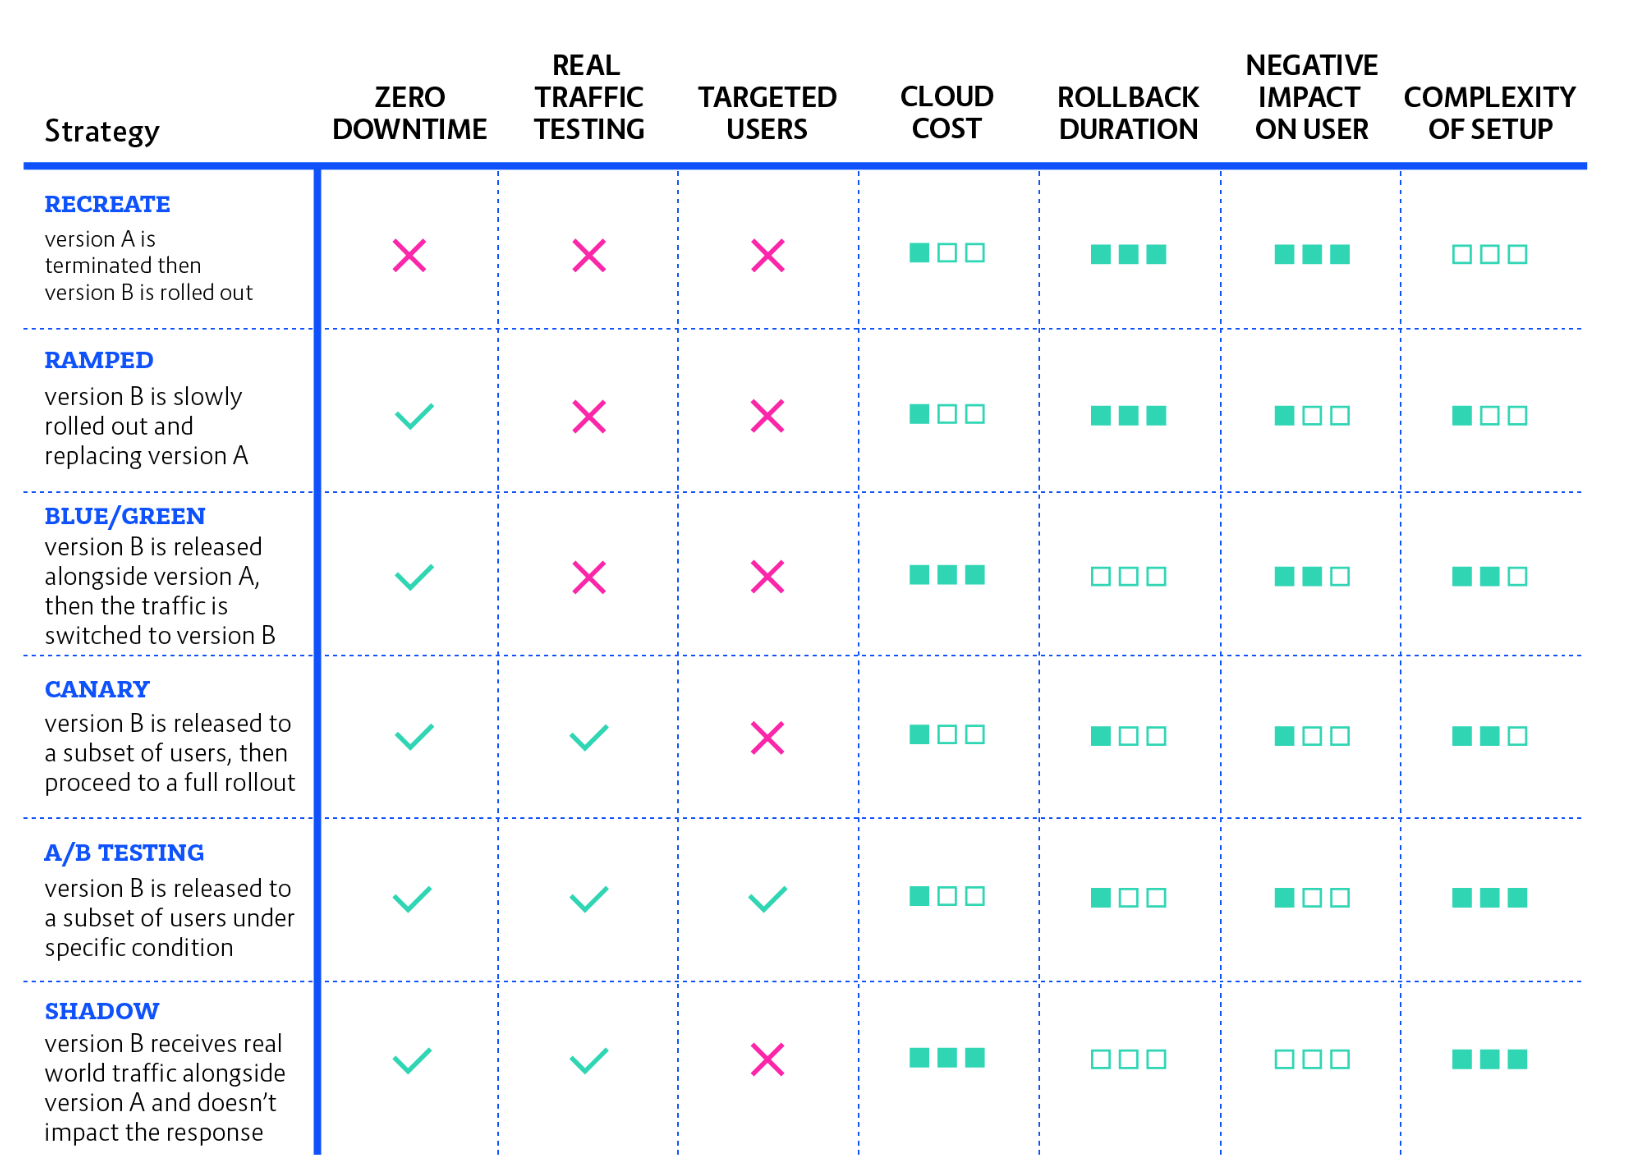 Strategy
ZERO
DOWNTIME
REAL
TRAFFIC
TESTING
TARGETED
USERS
CLOUD
COST
ROLLBACK
DURATION
NEGATIVE
IMPACT
ON USER
COMPLEXITY
OF SETUP
RECREATE
version A is
terminated then
version B is rolled out
RAMPED
version B is slowly
rolled out and
replacing version A
BLUE/GREEN
version B is released
alongside version A,
then the traffic is
switched to version B
CANARY
version B is released to
a subset of users, then
proceed to a full rollout
A/B TESTING
version B is released to
a subset of users under
specific condition
SHADOW
version B receives real
world traffic alongside
version A and doesn’t
impact the response